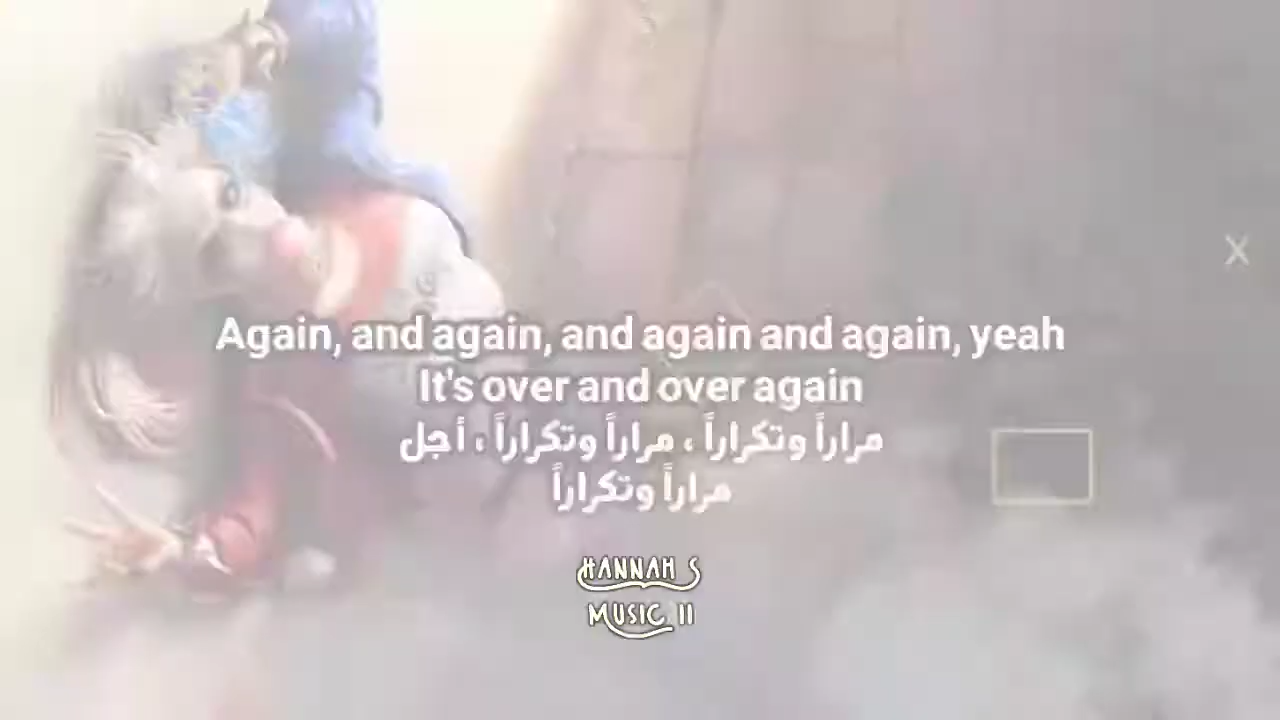 Again, and again, and again and again, yeah
It's over and over again
مراراً وتكراراً ، مراراً وتكراراً ، أجل
مراراً وتكراراً
HANNAH S
MUSIC II
X